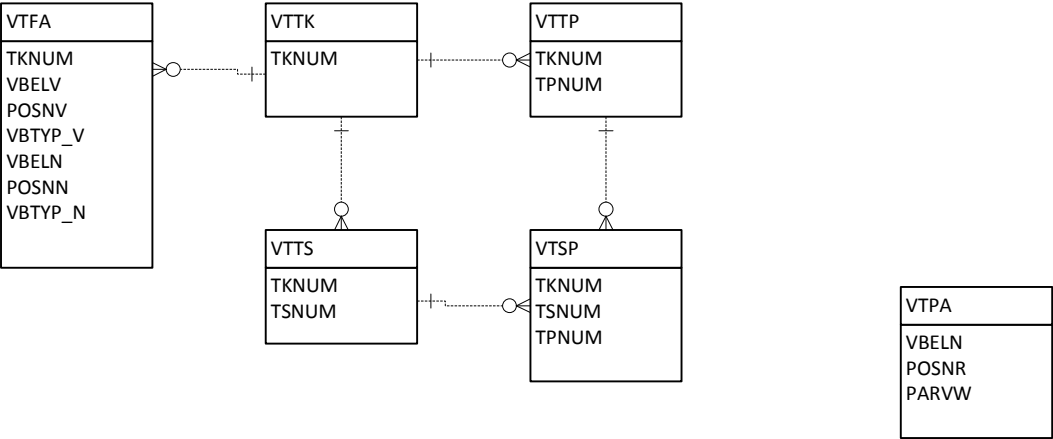 VTFA
TKNUM
VBELV
POSNV
VBTYP_V
VBELN
POSNN
VBTYP_N
VTTK
TKNUM
VTTP
TKNUM
TPNUM
VTTS
TKNUM
TSNUM
VTSP
TKNUM
TSNUM
TPNUM
VTPA
VBELN
POSNR
PARVW